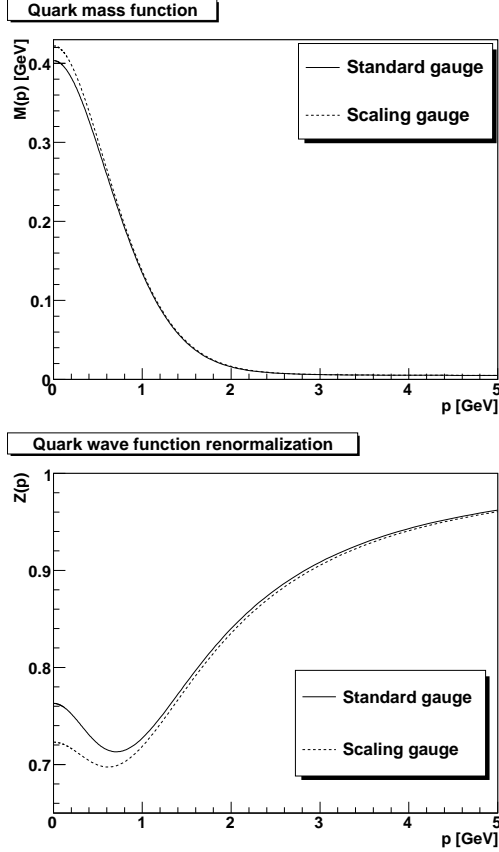 Quark mass function
M(p) [GeV]
0.4
0.3
0.2
0.1
0
Standard gauge
Scaling gauge
0 1 2 3 4 5
p [GeV]
Quark wave function renormalization
Z(p)
1
0.9
0.8
0.7
Standard gauge
Scaling gauge
0 1 2 3 4 5
p [GeV]